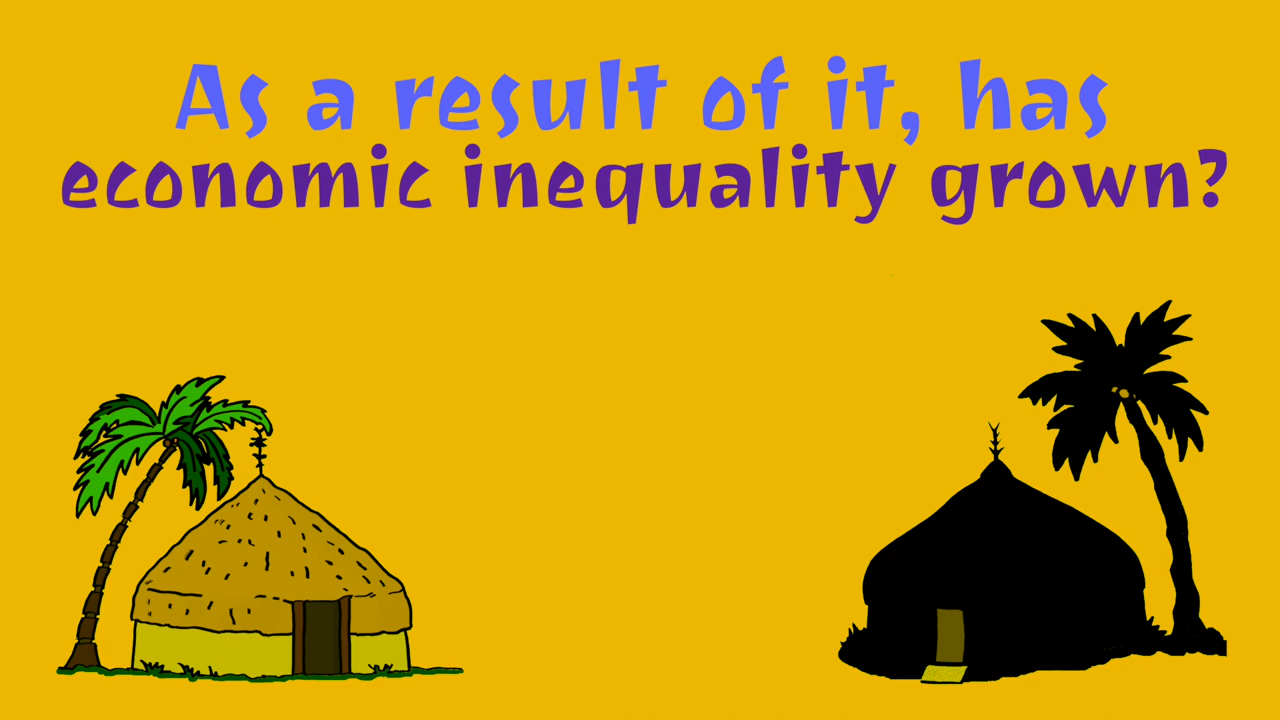 As a result of it, has
economic inequality grown?